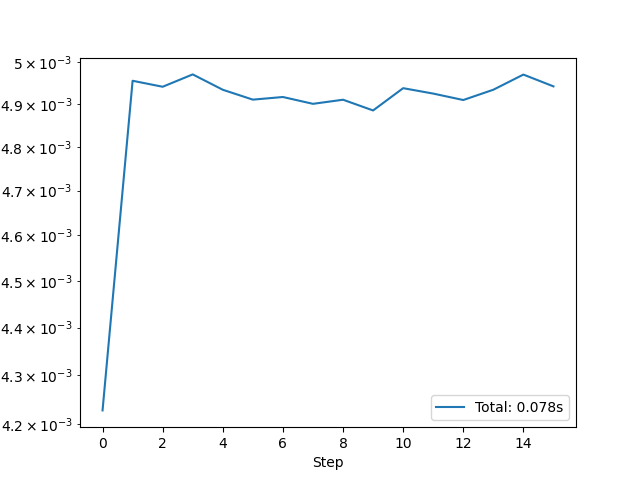 5 × 10⁻³
4.9 × 10⁻³
4.8 × 10⁻³
4.7 × 10⁻³
4.6 × 10⁻³
4.5 × 10⁻³
4.4 × 10⁻³
4.3 × 10⁻³
4.2 × 10⁻³
Total: 0.078s
0 2 4 6 8 10 12 14
Step